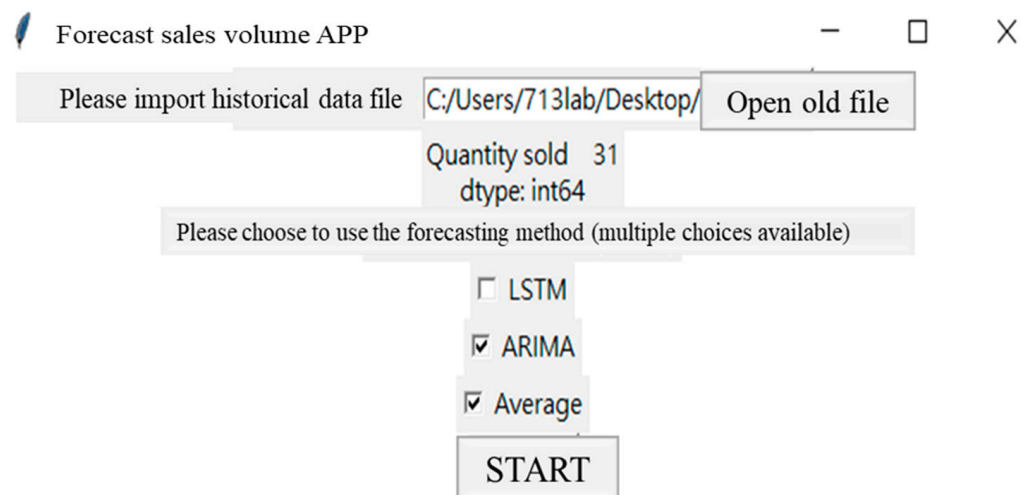 Forecast sales volume APP
Please import historical data file C:/Users/713lab/Desktop/ Open old file
Quantity sold 31
dtype: int64
Please choose to use the forecasting method (multiple choices available)
LSTM
ARIMA
Average
START